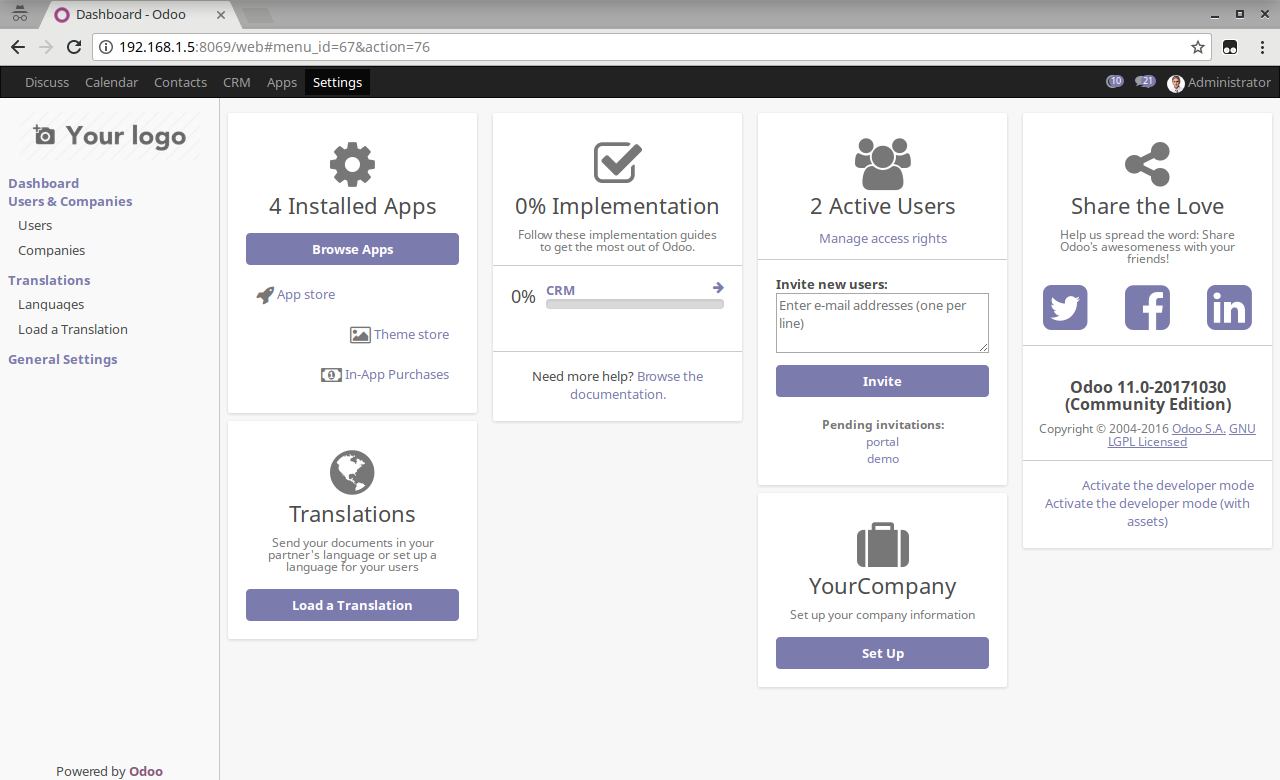 Dashboard - Odoo
192.168.1.5:8069/web#menu_id=67&action=76
Discuss Calendar Contacts CRM Apps Settings 10 21 Administrator
Your logo
Dashboard
Users & Companies
Users
Companies
Translations
Languages
Load a Translation
General Settings
Powered by Odoo
4 Installed Apps
Browse Apps
App store
Theme store
In-App Purchases
Translations
Send your documents in your
partner's language or set up a
language for your users
Load a Translation
0% Implementation
Follow these implementation guides
to get the most out of Odoo.
0% CRM
Need more help? Browse the
documentation.
2 Active Users
Manage access rights
Invite new users:
Enter e-mail addresses (one per
line)
Invite
Pending invitations:
portal
demo
YourCompany
Set up your company information
Set Up
Share the Love
Help us spread the word: Share
Odoo's awesomeness with your
friends!
Odoo 11.0-20171030
(Community Edition)
Copyright © 2004-2016 Odoo S.A. GNU
LGPL Licensed
Activate the developer mode
Activate the developer mode (with
assets)